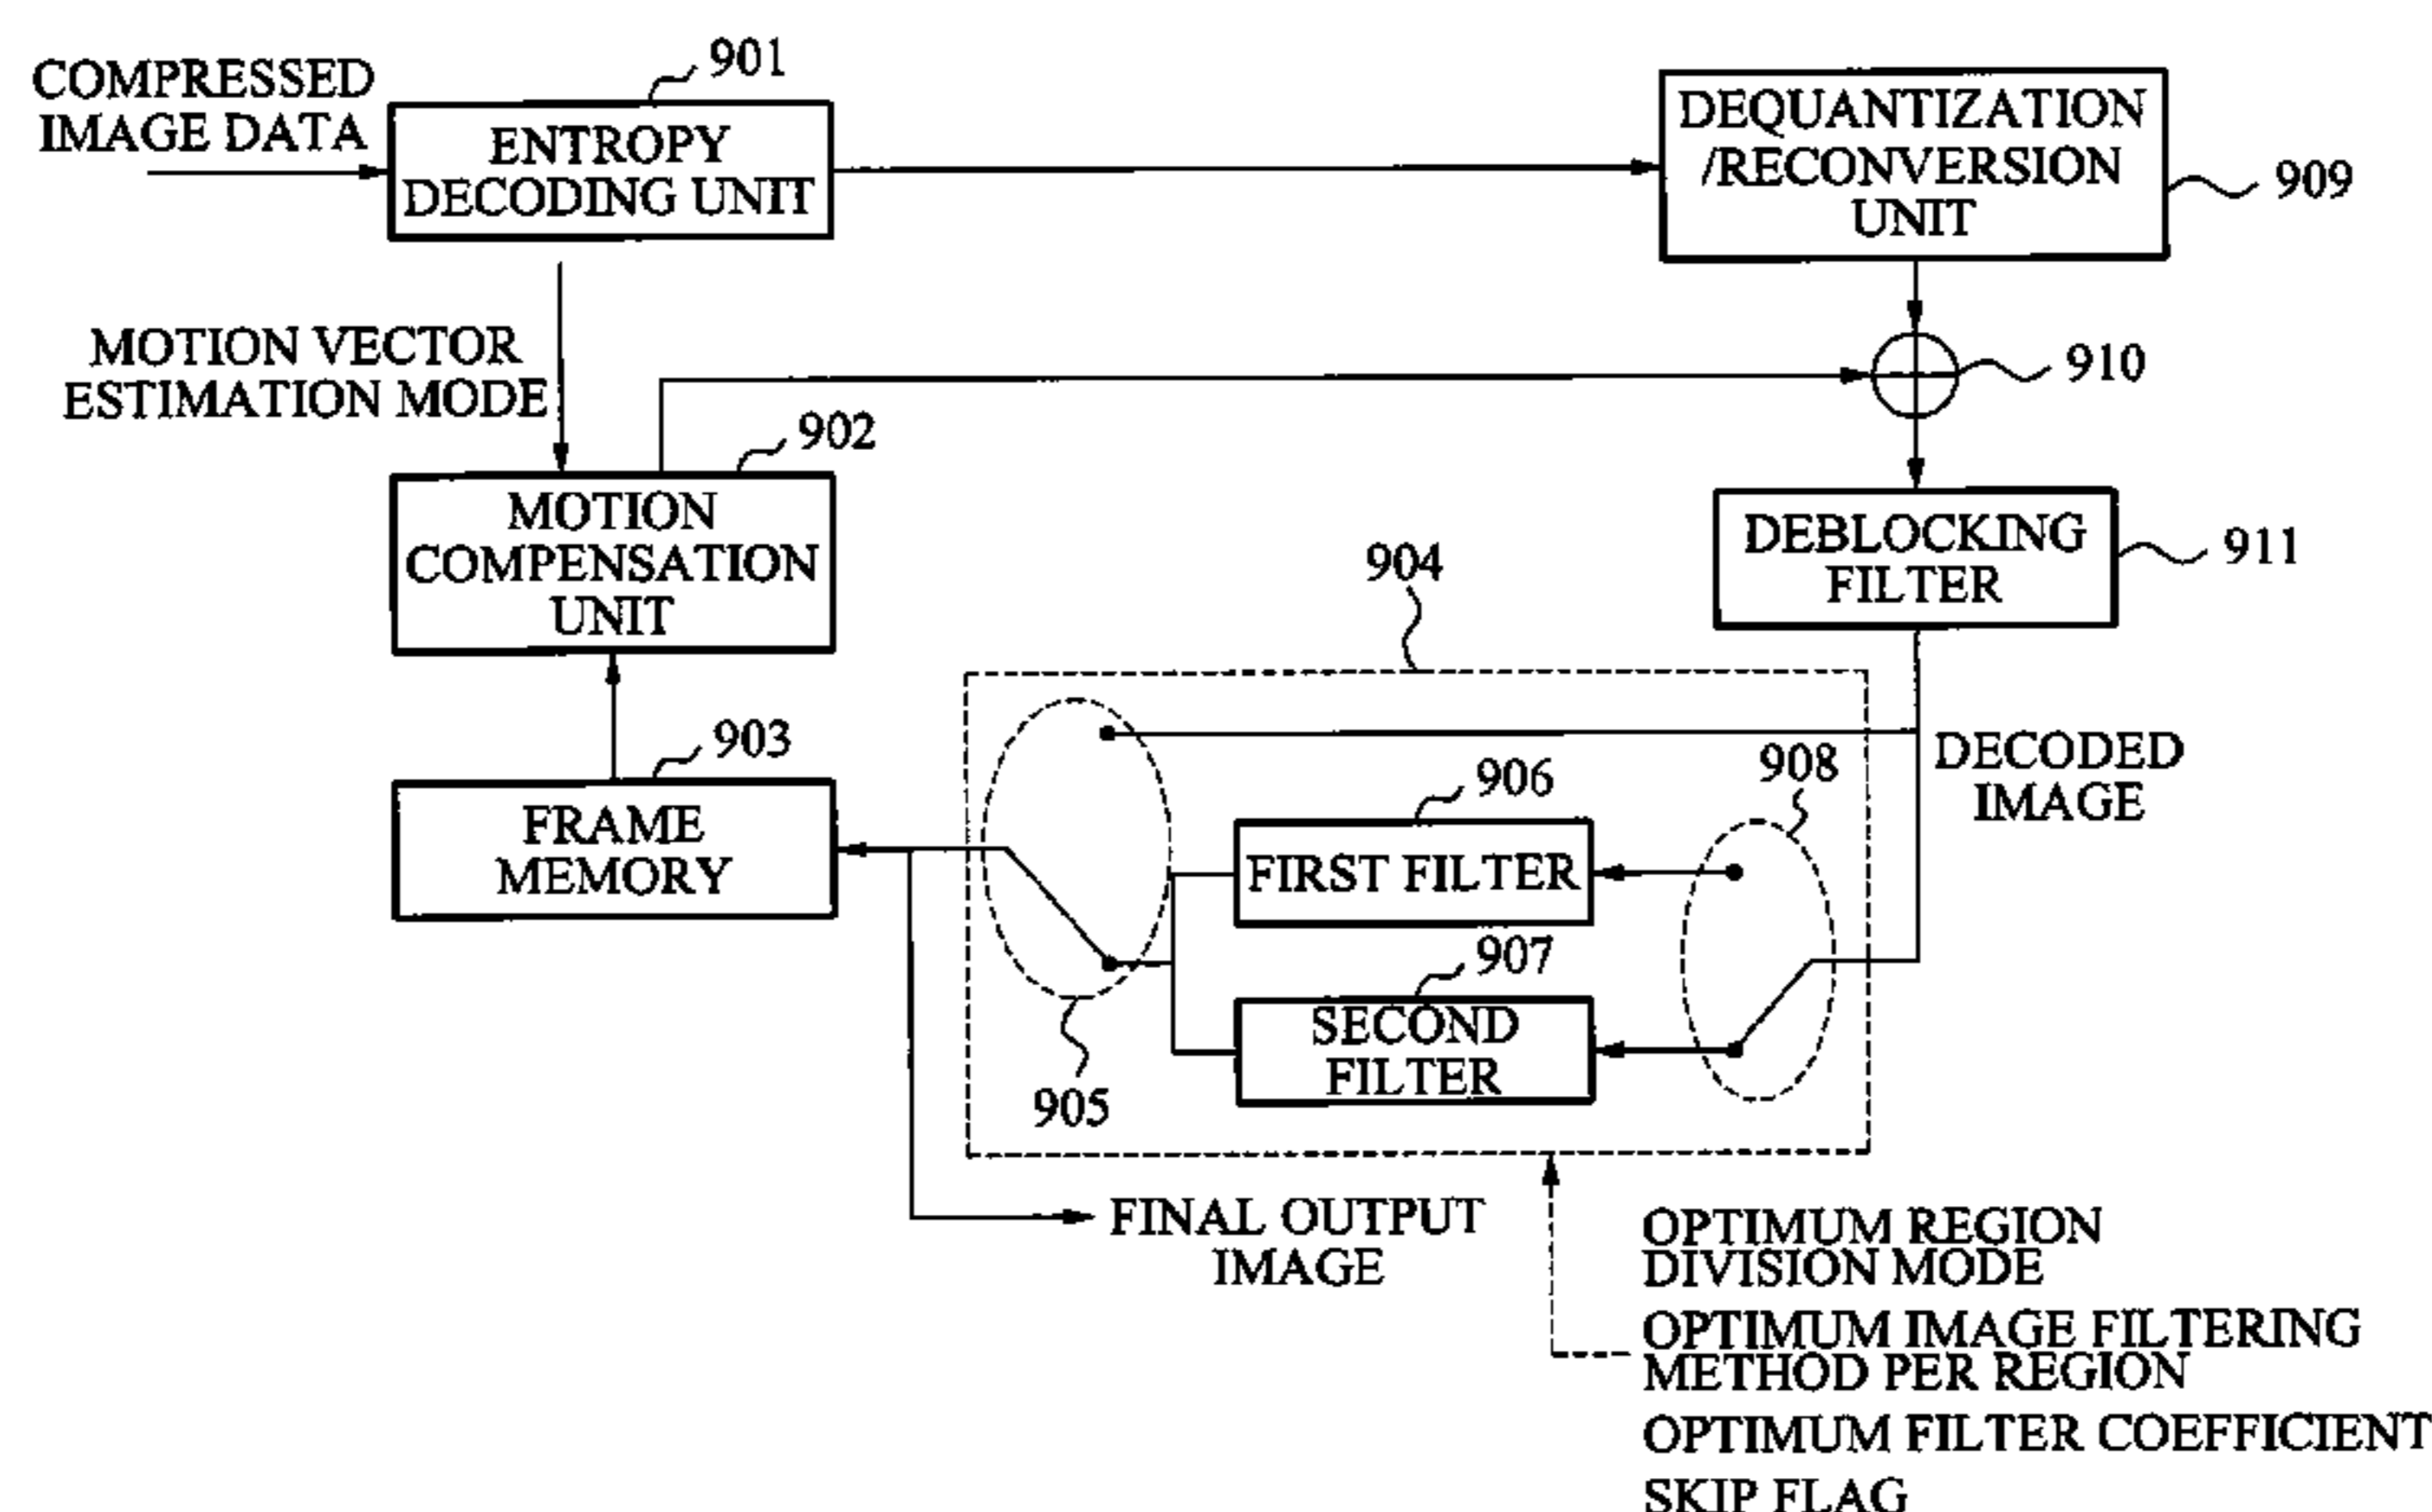 COMPRESSED
IMAGE DATA
901
ENTROPY
DECODING UNIT
DEQUANTIZATION
/RECONVERSION
UNIT
909
MOTION VECTOR
ESTIMATION MODE
910
902
MOTION
COMPENSATION
UNIT
DEBLOCKING
FILTER
911
904
903
FRAME
MEMORY
DECODED
IMAGE
908
906
FIRST FILTER
907
SECOND
FILTER
905
FINAL OUTPUT
IMAGE
OPTIMUM REGION
DIVISION MODE
OPTIMUM IMAGE FILTERING
METHOD PER REGION
OPTIMUM FILTER COEFFICIENT
SKIP FLAG